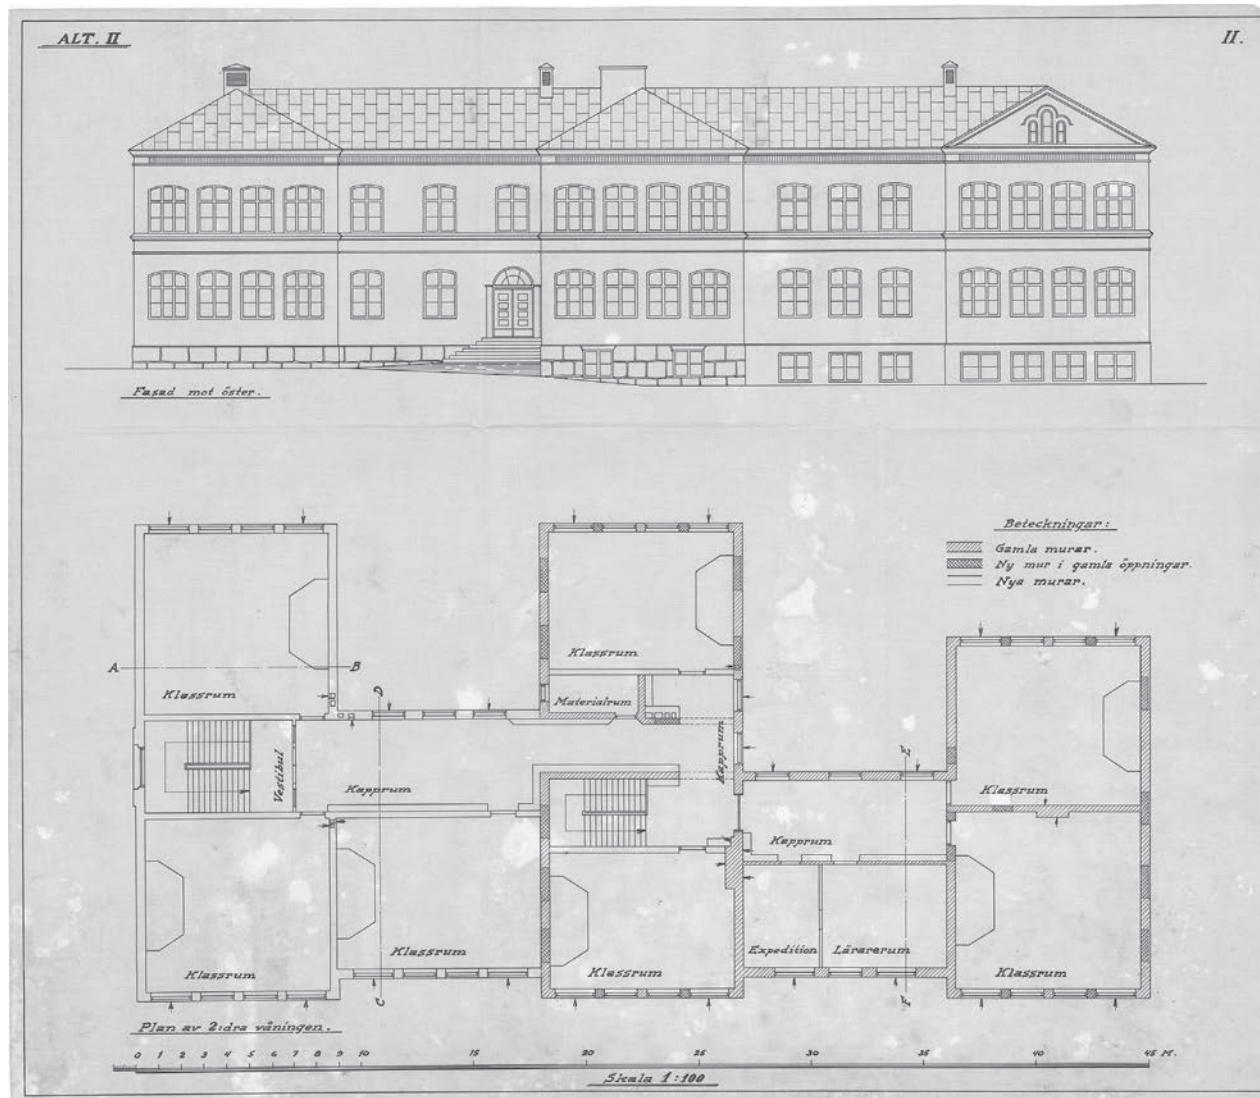 ALT. II
II.
Fasad mot öster.
Beteckningar:
Gamla murar.
Ny mur i gamla öppningar.
Nya murar.
Klassrum
A
B
Klassrum
D
Materialrum
Kapprum
E
Klassrum
Vestibul
Kapprum
Kapprum
Klassrum
Klassrum
Klassrum
Expedition
Lärarerum
Klassrum
C
F
Plan av 2:dra våningen.
0 1 2 3 4 5 6 7 8 9 10 15 20 25 30 35 40 45 M.
Skala 1:100